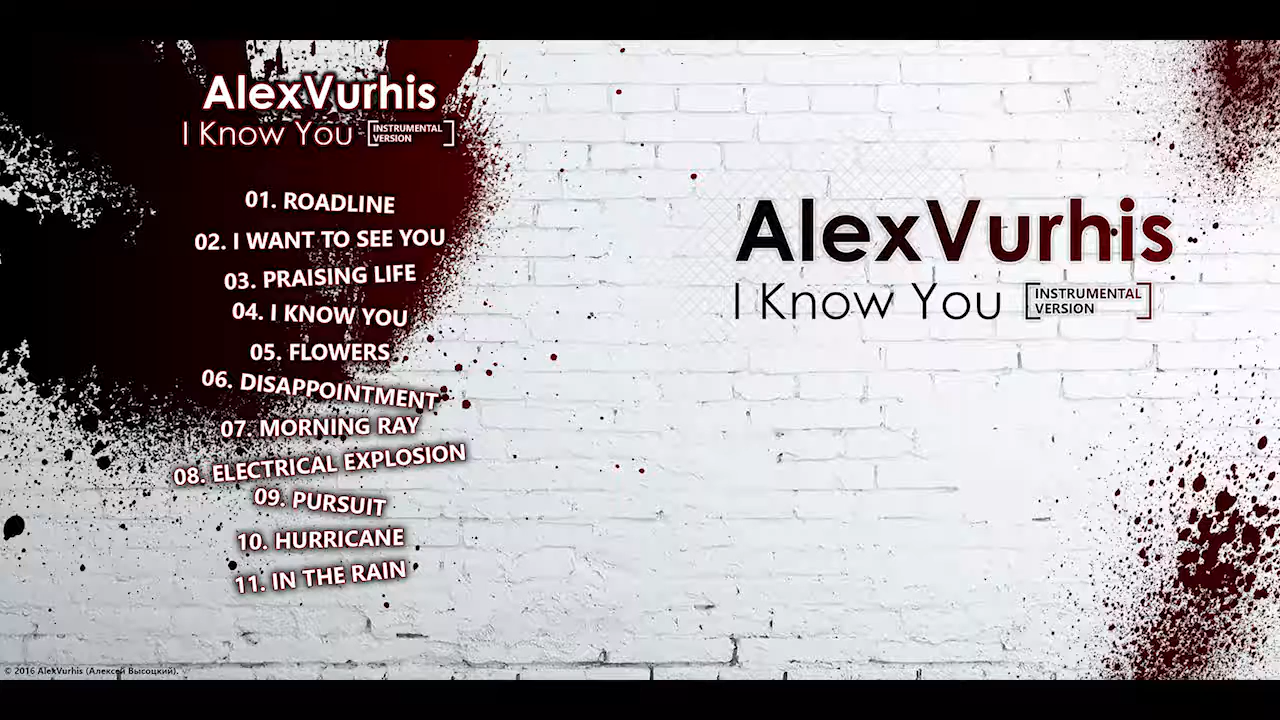 AlexVurhis
I Know You [INSTRUMENTAL VERSION]
01. ROADLINE
02. I WANT TO SEE YOU
03. PRAISING LIFE
04. I KNOW YOU
05. FLOWERS
06. DISAPPOINTMENT
07. MORNING RAY
08. ELECTRICAL EXPLOSION
09. PURSUIT
10. HURRICANE
11. IN THE RAIN
© 2016 AlexVurhis (Алексей Высоцкий).
AlexVurhis
I Know You [INSTRUMENTAL VERSION]